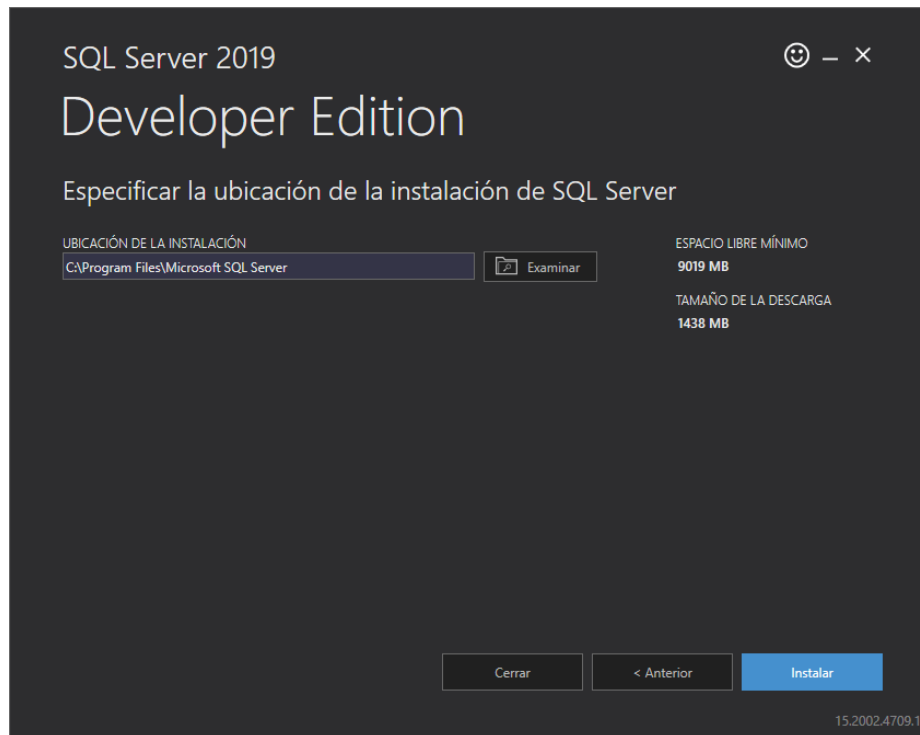 SQL Server 2019
Developer Edition
Especificar la ubicación de la instalación de SQL Server
UBICACIÓN DE LA INSTALACIÓN
C:\Program Files\Microsoft SQL Server
Examinar
ESPACIO LIBRE MÍNIMO
9019 MB
TAMAÑO DE LA DESCARGA
1438 MB
Cerrar
< Anterior
Instalar
15.2002.4709.1